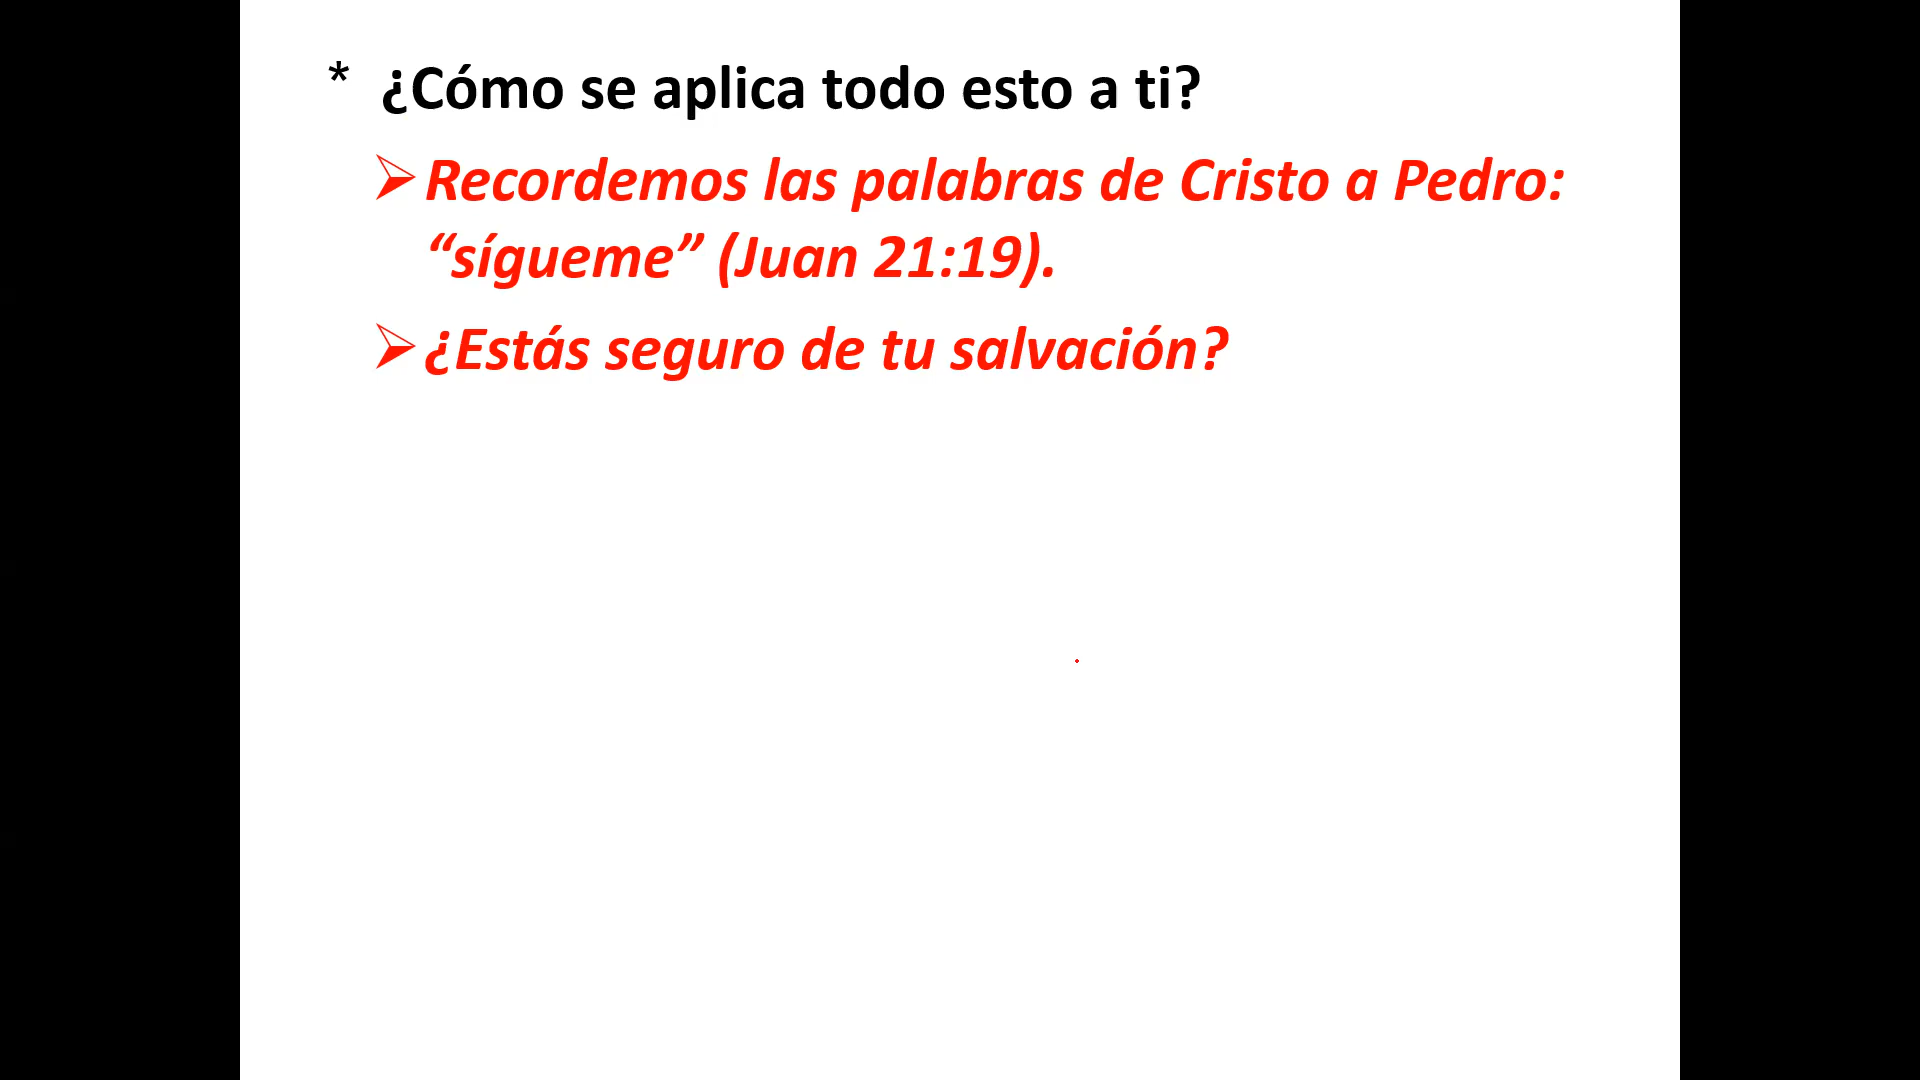 * ¿Cómo se aplica todo esto a ti?
➢ Recordemos las palabras de Cristo a Pedro:
“sígueme” (Juan 21:19).
➢ ¿Estás seguro de tu salvación?